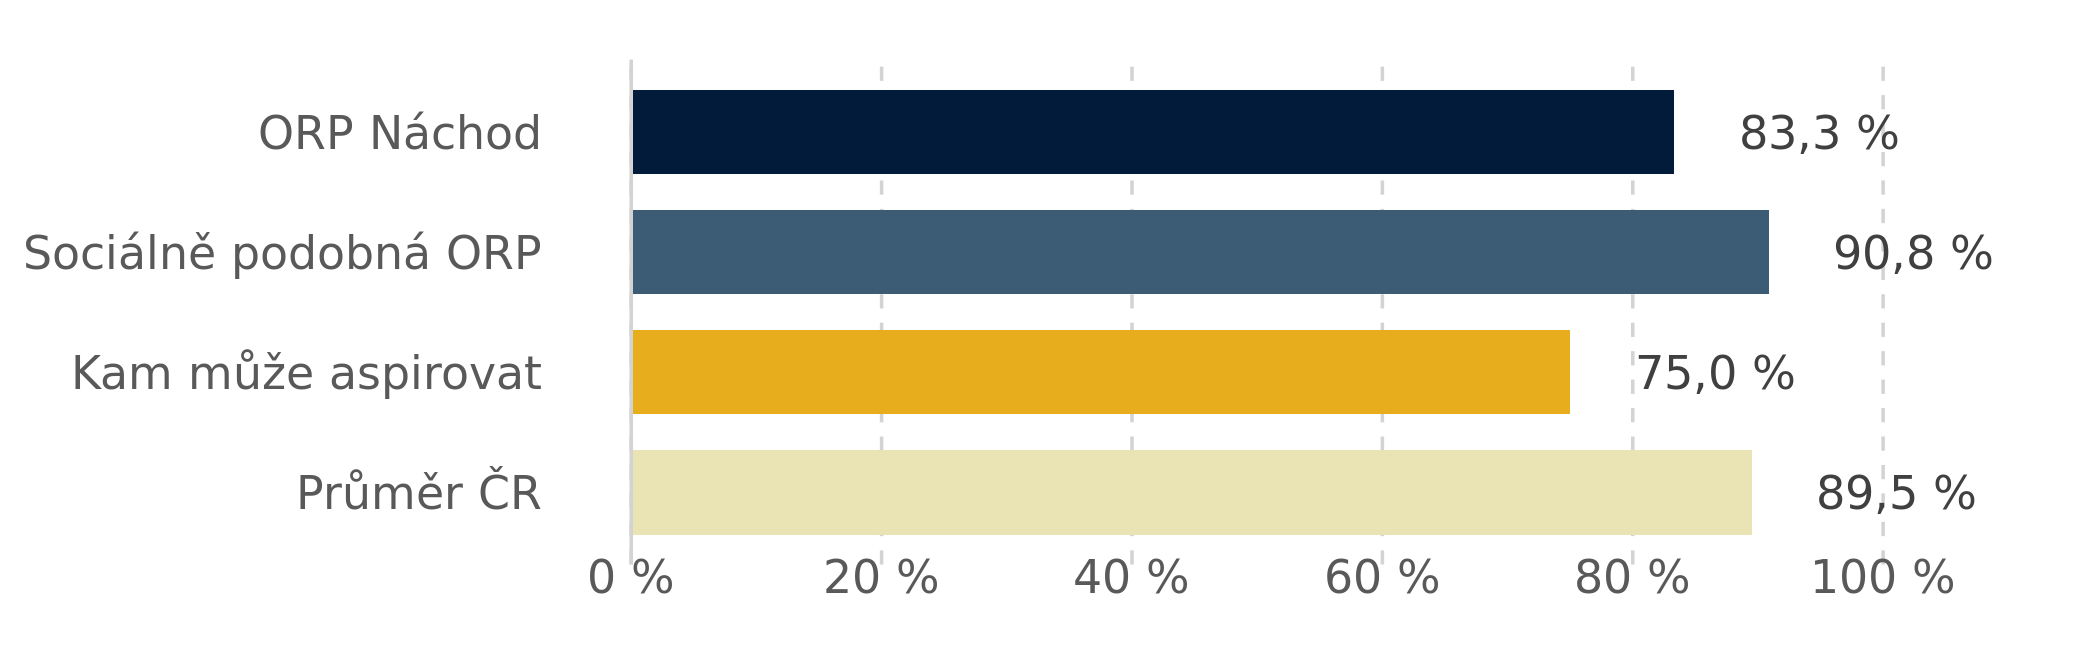 ORP Náchod 83,3 %
Sociálně podobná ORP 90,8 %
Kam může aspirovat 75,0 %
Průměr ČR 89,5 %
0 % 20 % 40 % 60 % 80 % 100 %